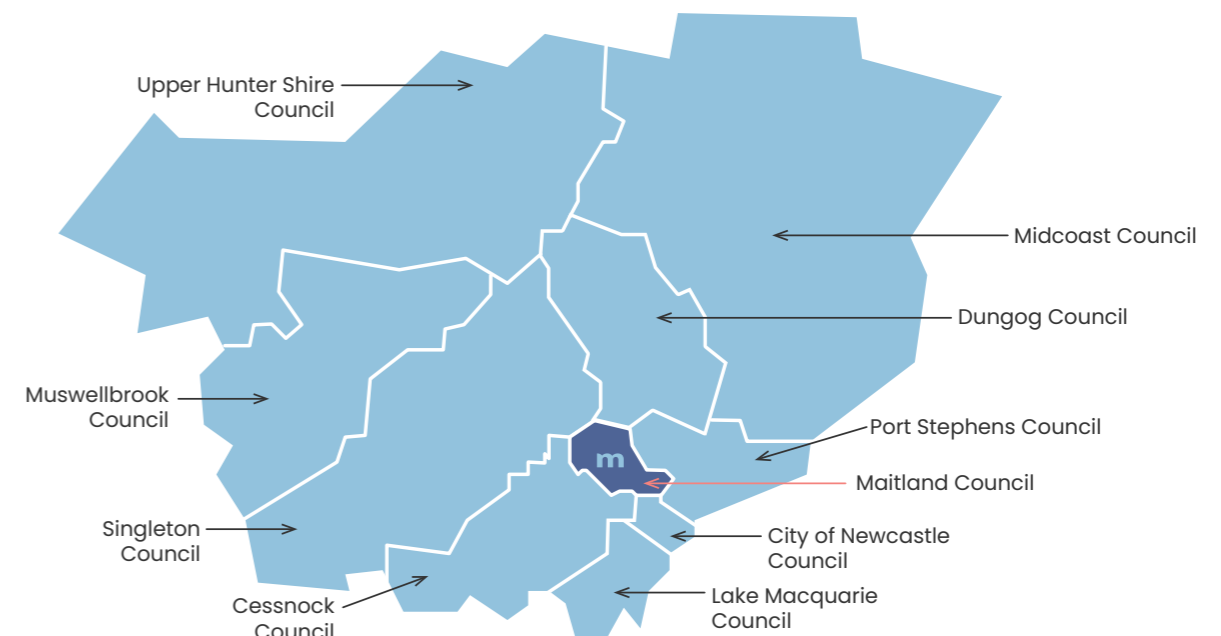 Upper Hunter Shire
Council
Midcoast Council
Dungog Council
Muswellbrook
Council
Port Stephens Council
m
Maitland Council
Singleton
Council
City of Newcastle
Council
Cessnock
Council
Lake Macquarie
Council